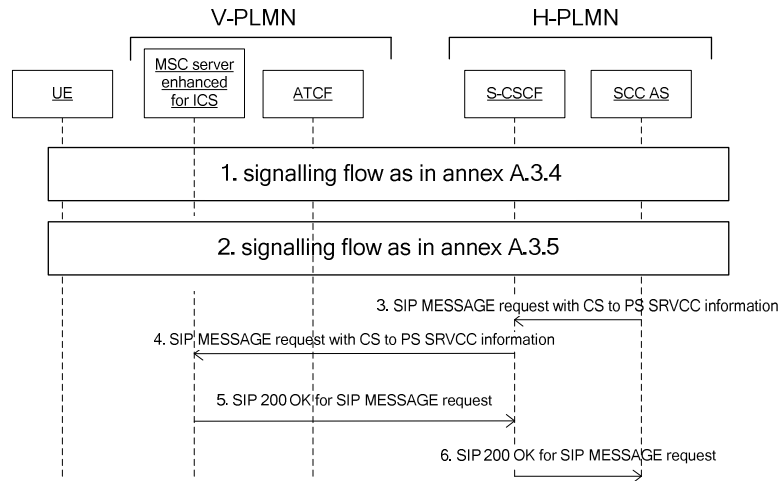 V-PLMN
H-PLMN
UE
MSC server
enhanced
for ICS
ATCF
S-CSCF
SCC AS
1. signalling flow as in annex A.3.4
2. signalling flow as in annex A.3.5
3. SIP MESSAGE request with CS to PS SRVCC information
4. SIP MESSAGE request with CS to PS SRVCC information
5. SIP 200 OK for SIP MESSAGE request
6. SIP 200 OK for SIP MESSAGE request